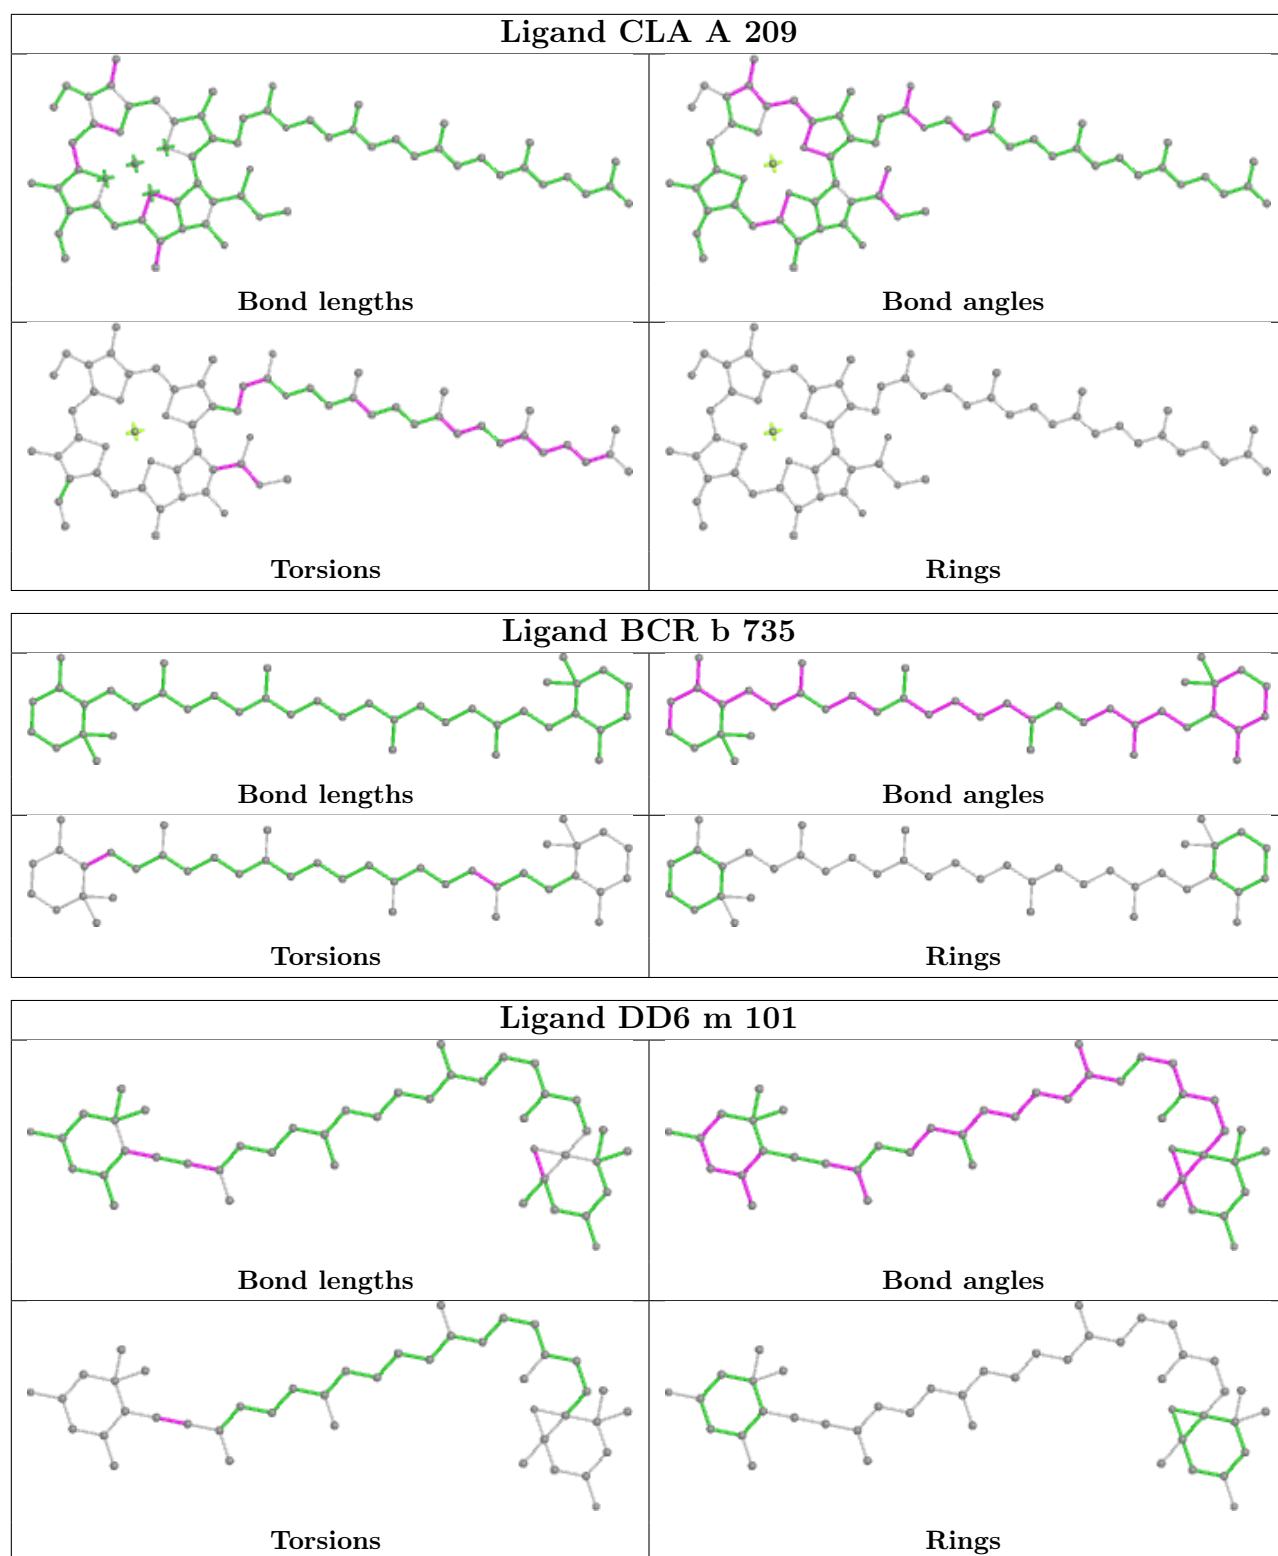 Ligand CLA A 209
Bond lengths
Bond angles
Torsions
Rings
Ligand BCR b 735
Bond lengths
Bond angles
Torsions
Rings
Ligand DD6 m 101
Bond lengths
Bond angles
Torsions
Rings